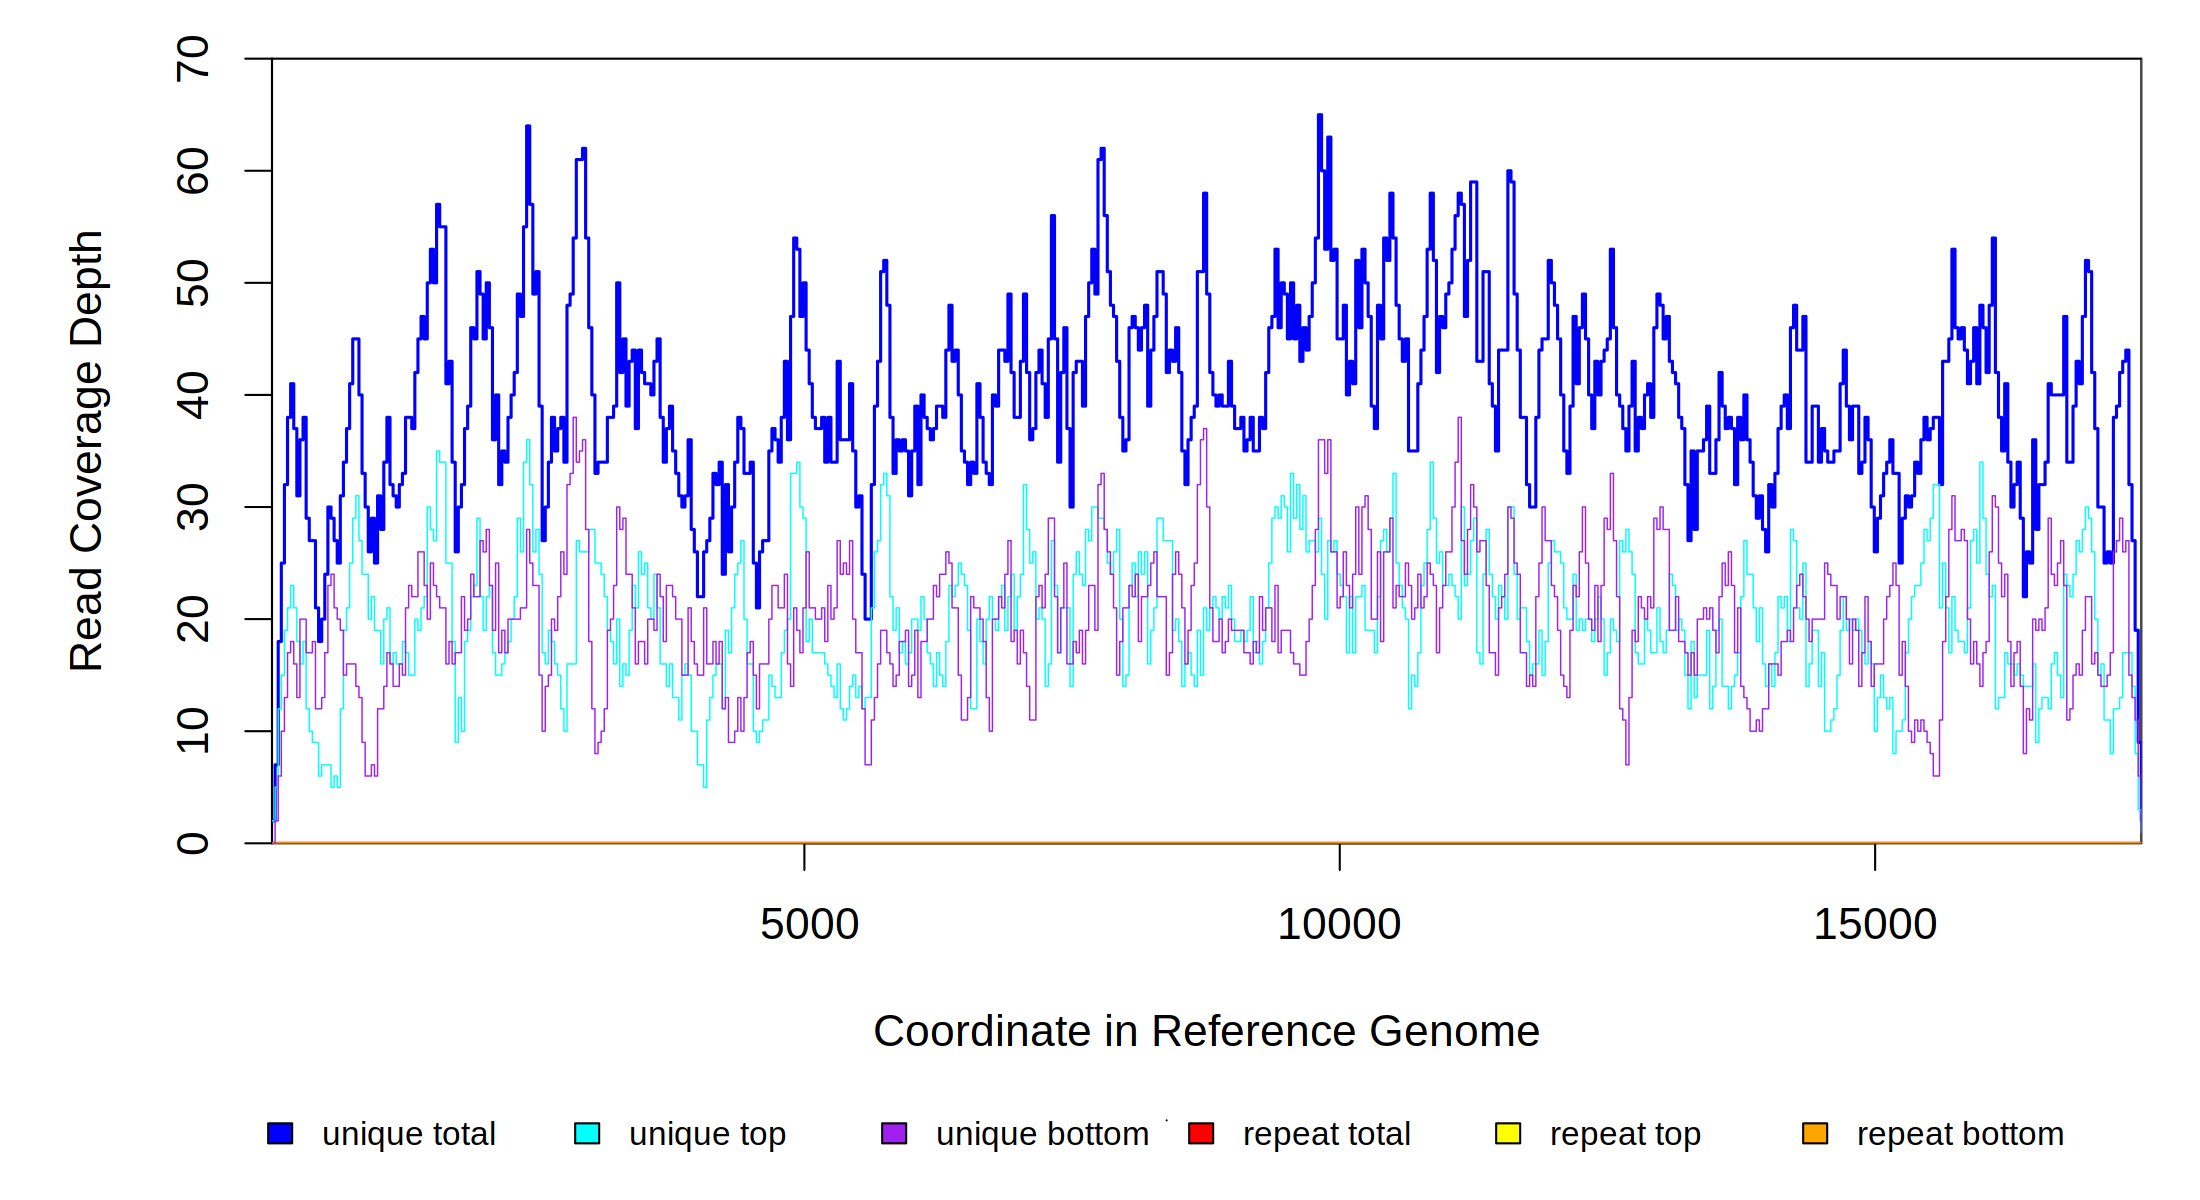 70
60
50
40
30
20
10
0
Read Coverage Depth
5000 10000 15000
Coordinate in Reference Genome
unique total unique top unique bottom repeat total repeat top repeat bottom